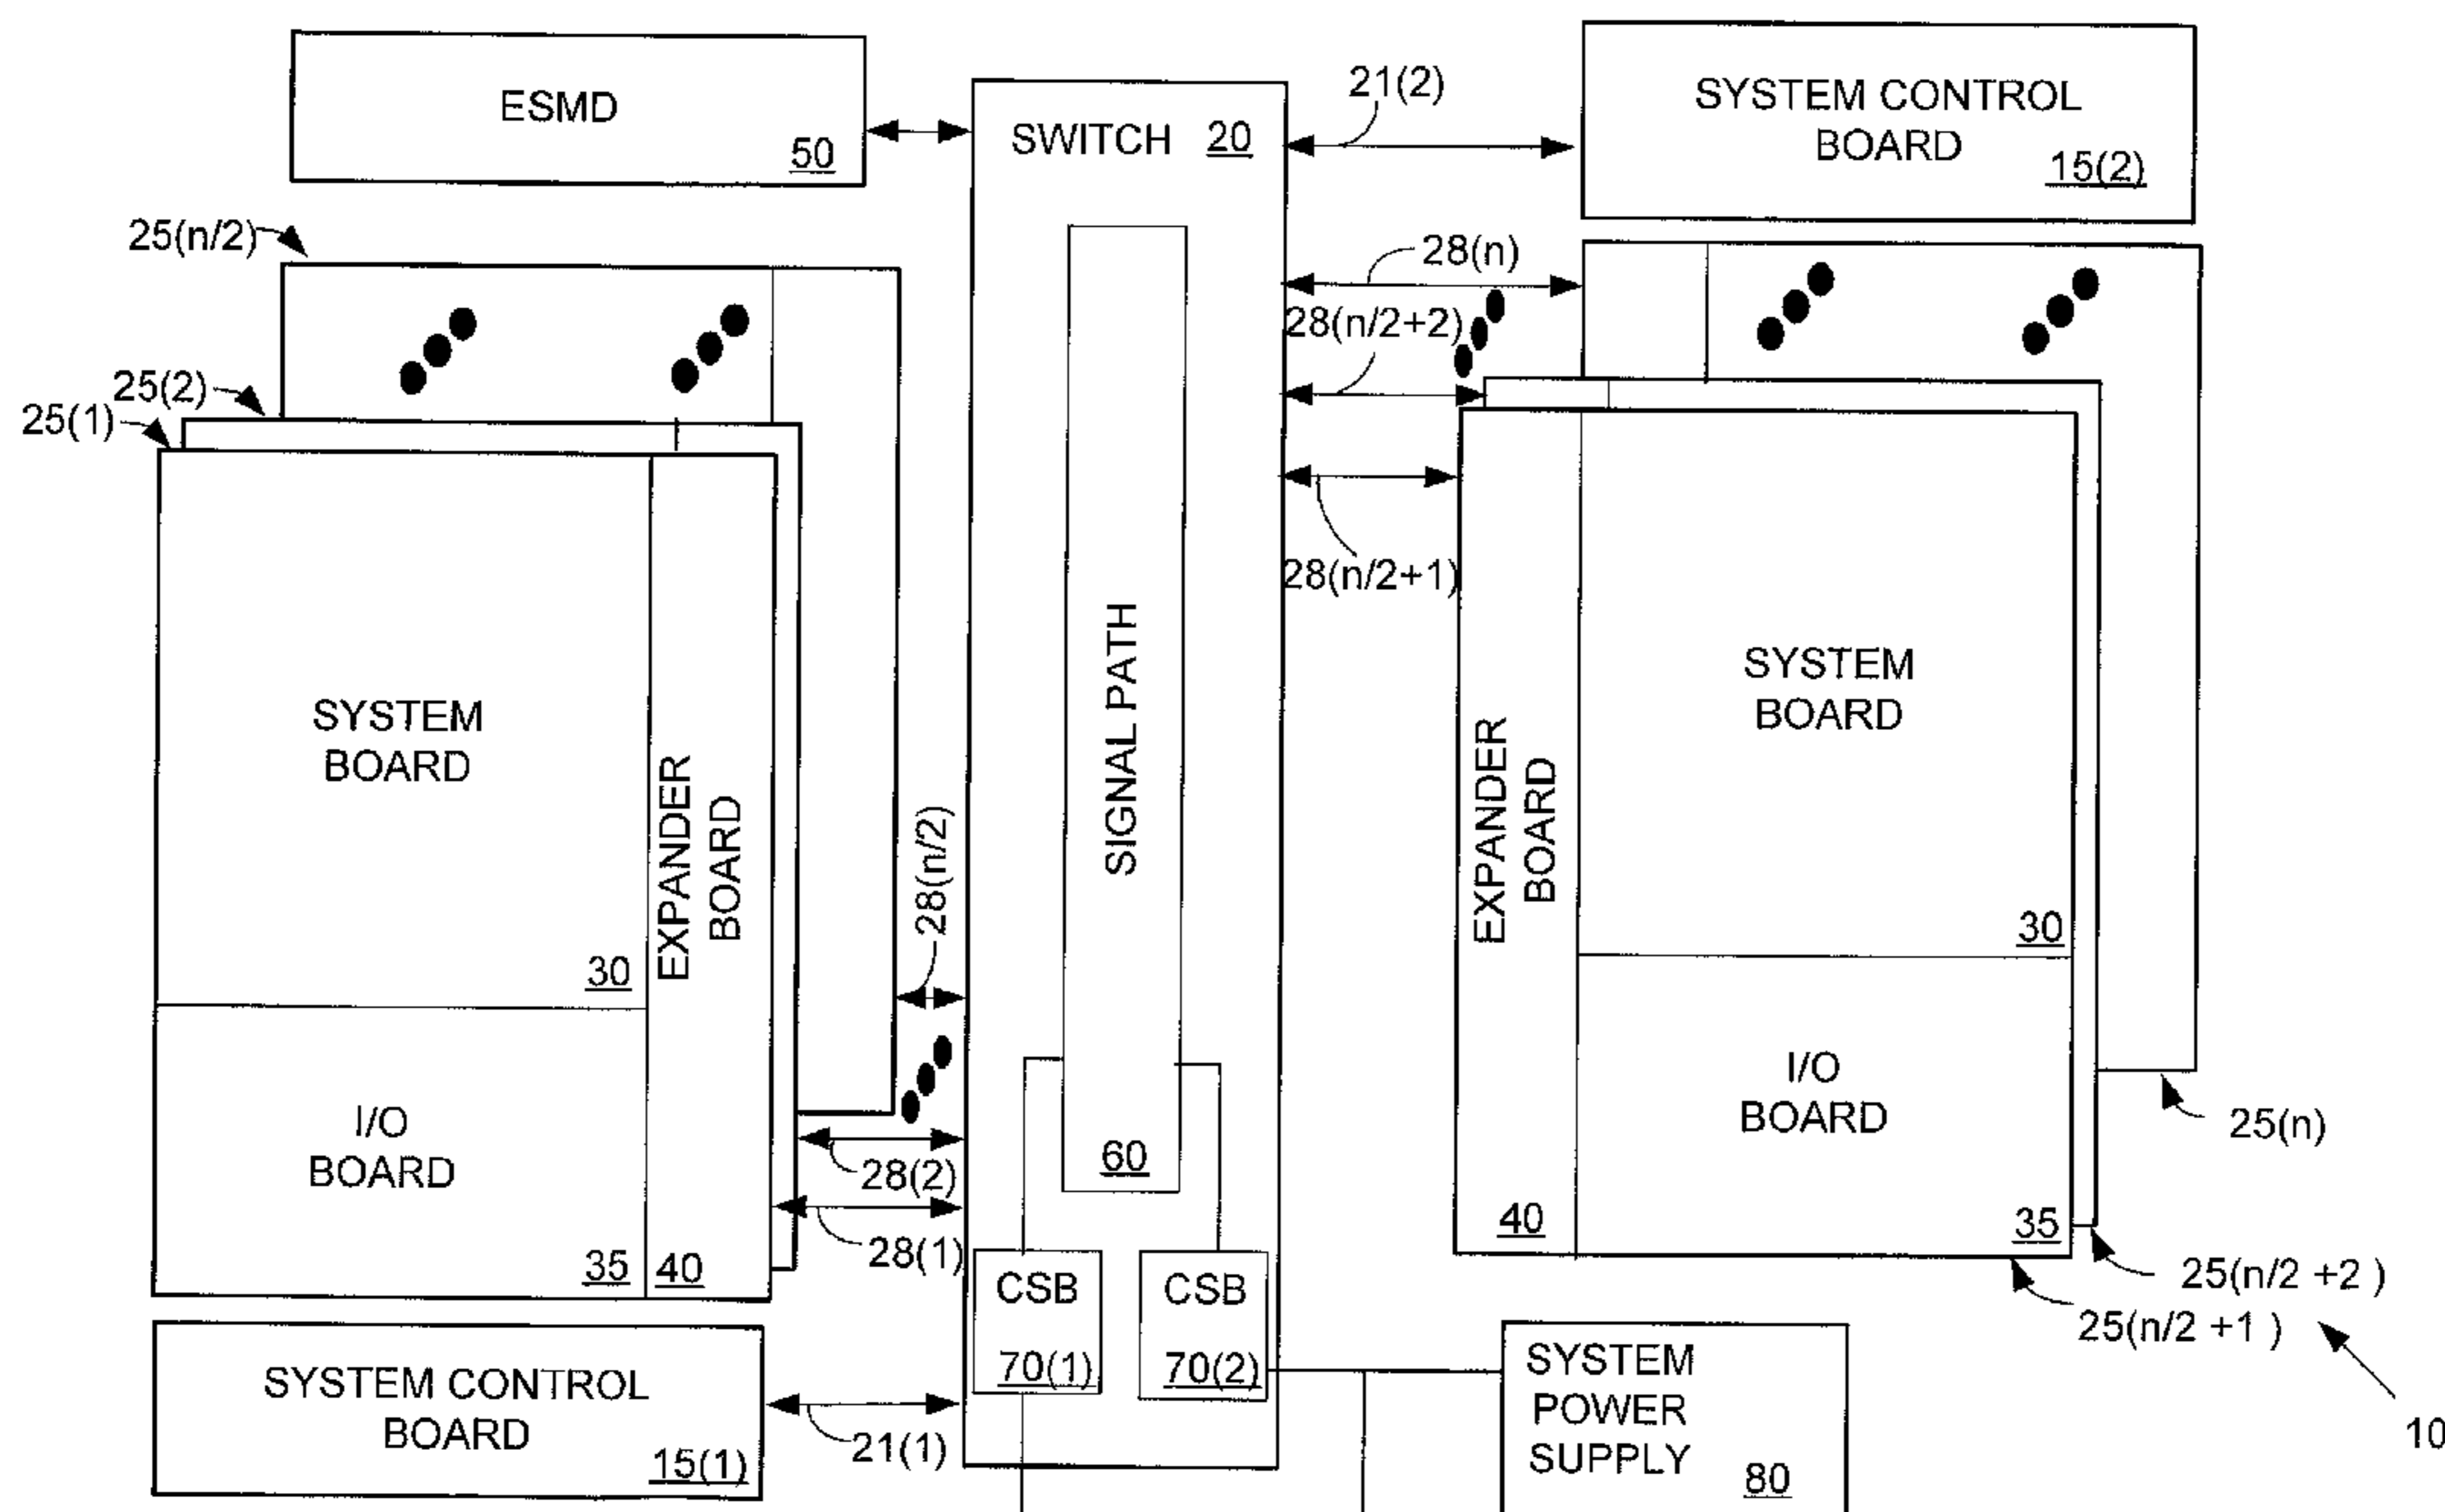 ESMD
50
SWITCH 20
21(2)
SYSTEM CONTROL
BOARD
15(2)
25(n/2)
28(n)
28(n/2+2)
25(2)
25(1)
28(n/2+1)
SYSTEM
BOARD
30
EXPANDER
BOARD
28(n/2)
SIGNAL PATH
60
EXPANDER
BOARD
SYSTEM
BOARD
30
I/O
BOARD
35
40
28(2)
28(1)
I/O
BOARD
35
40
25(n)
25(n/2 +2 )
25(n/2 +1 )
CSB
70(1)
CSB
70(2)
SYSTEM CONTROL
BOARD
15(1)
21(1)
SYSTEM
POWER
SUPPLY
80
10